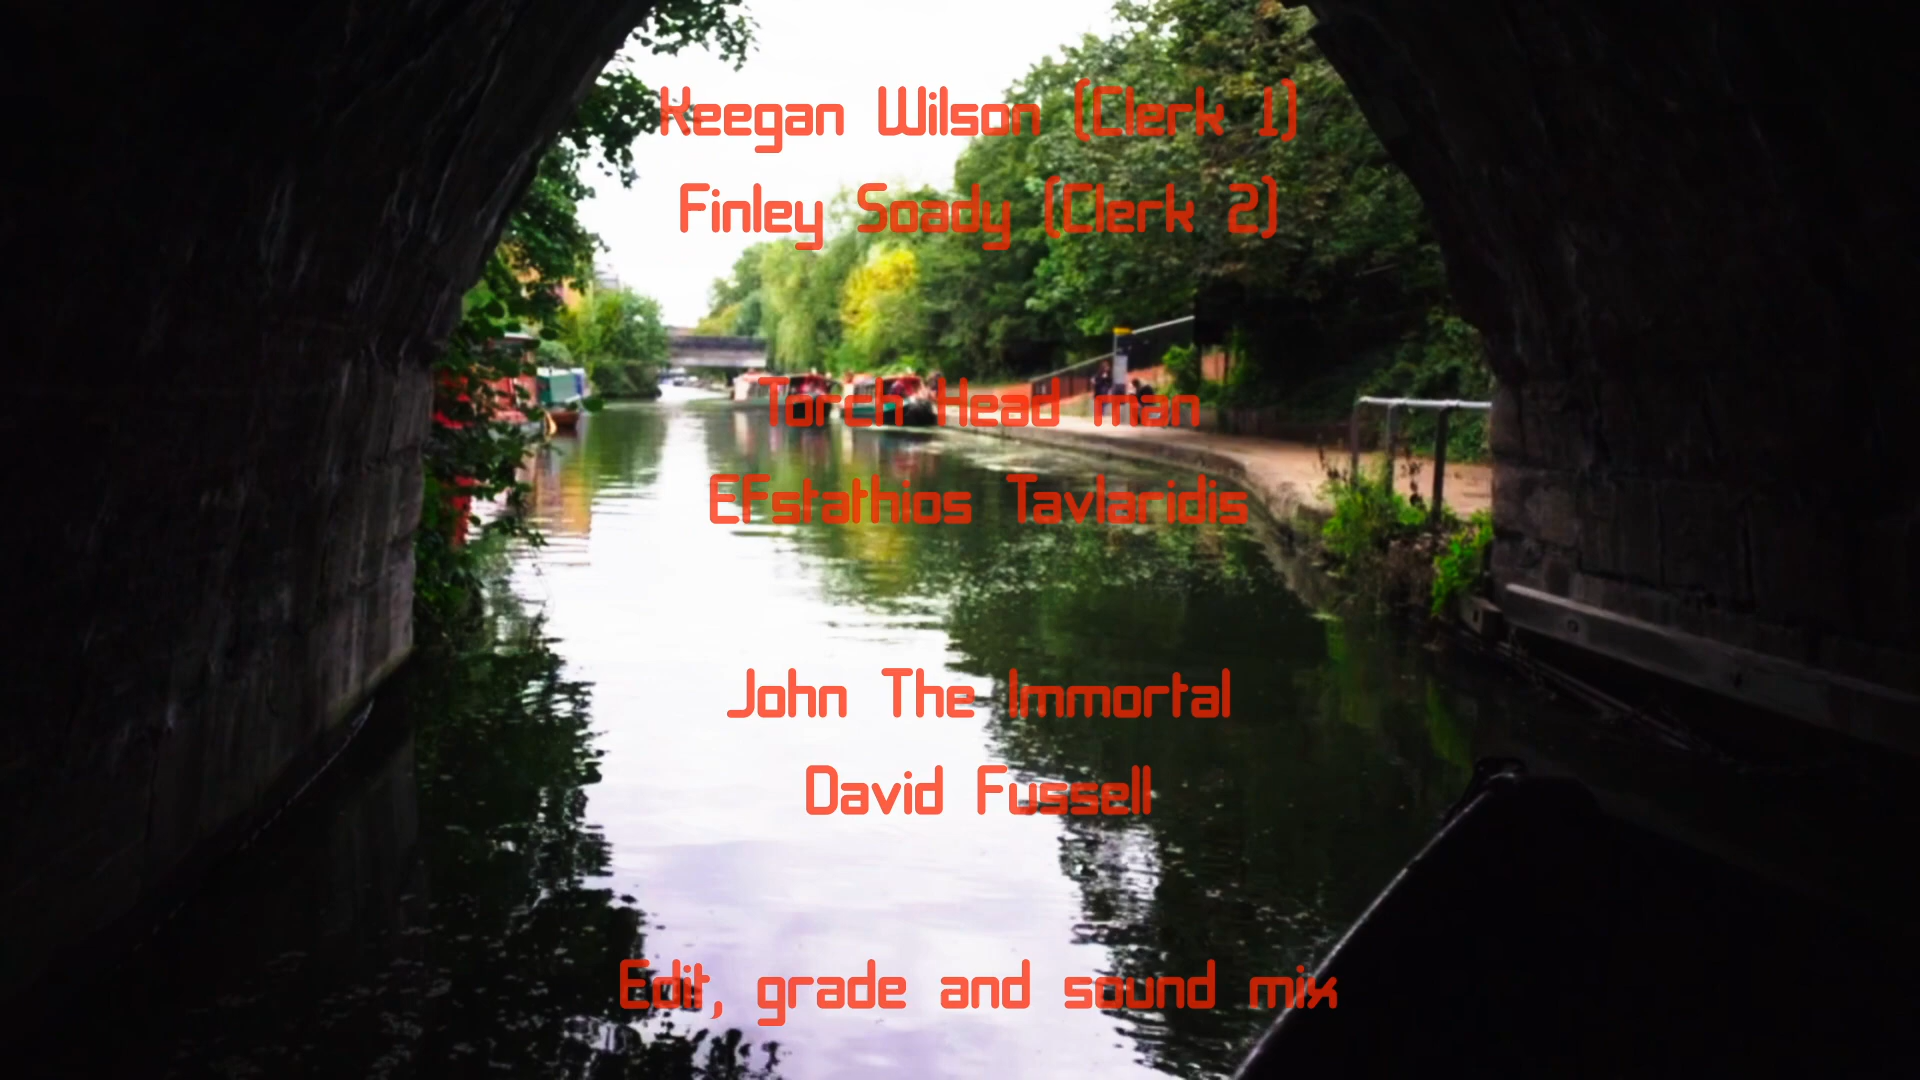 Keegan Wilson (Clerk 1)
Finley Soady (Clerk 2)
Torch Head man
EFstathios Tavlaridis
John The Immortal
David Fussell
Edit, grade and sound mix